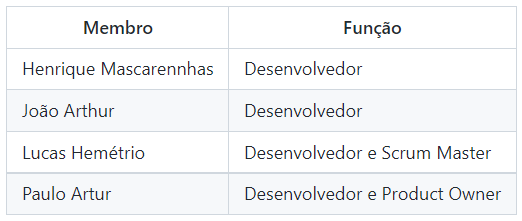 Membro Função
Henrique Mascarennhas Desenvolvedor
João Arthur Desenvolvedor
Lucas Hemétrio Desenvolvedor e Scrum Master
Paulo Artur Desenvolvedor e Product Owner